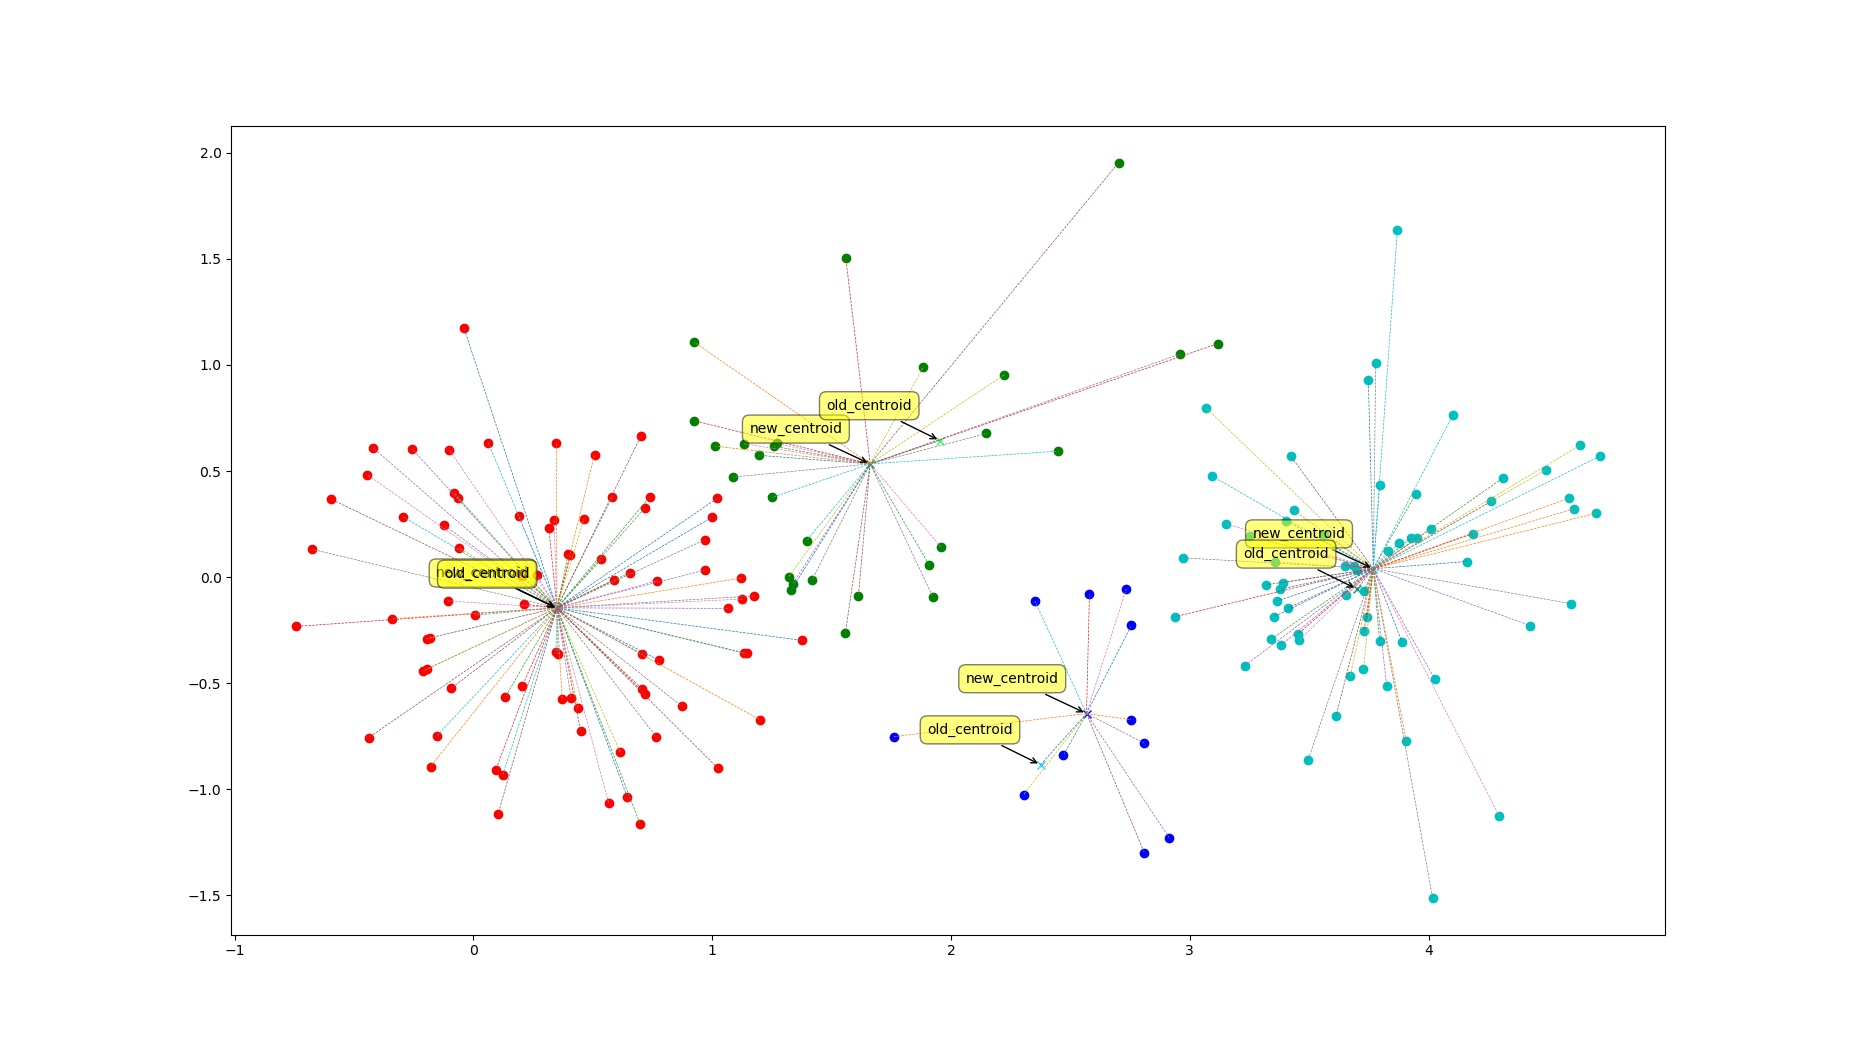 2.0
1.5
1.0
0.5
0.0
−0.5
−1.0
−1.5
old_centroid
new_centroid
new_centroid
old_centroid
new_centroid
old_centroid
new_centroid
old_centroid
−1
0
1
2
3
4